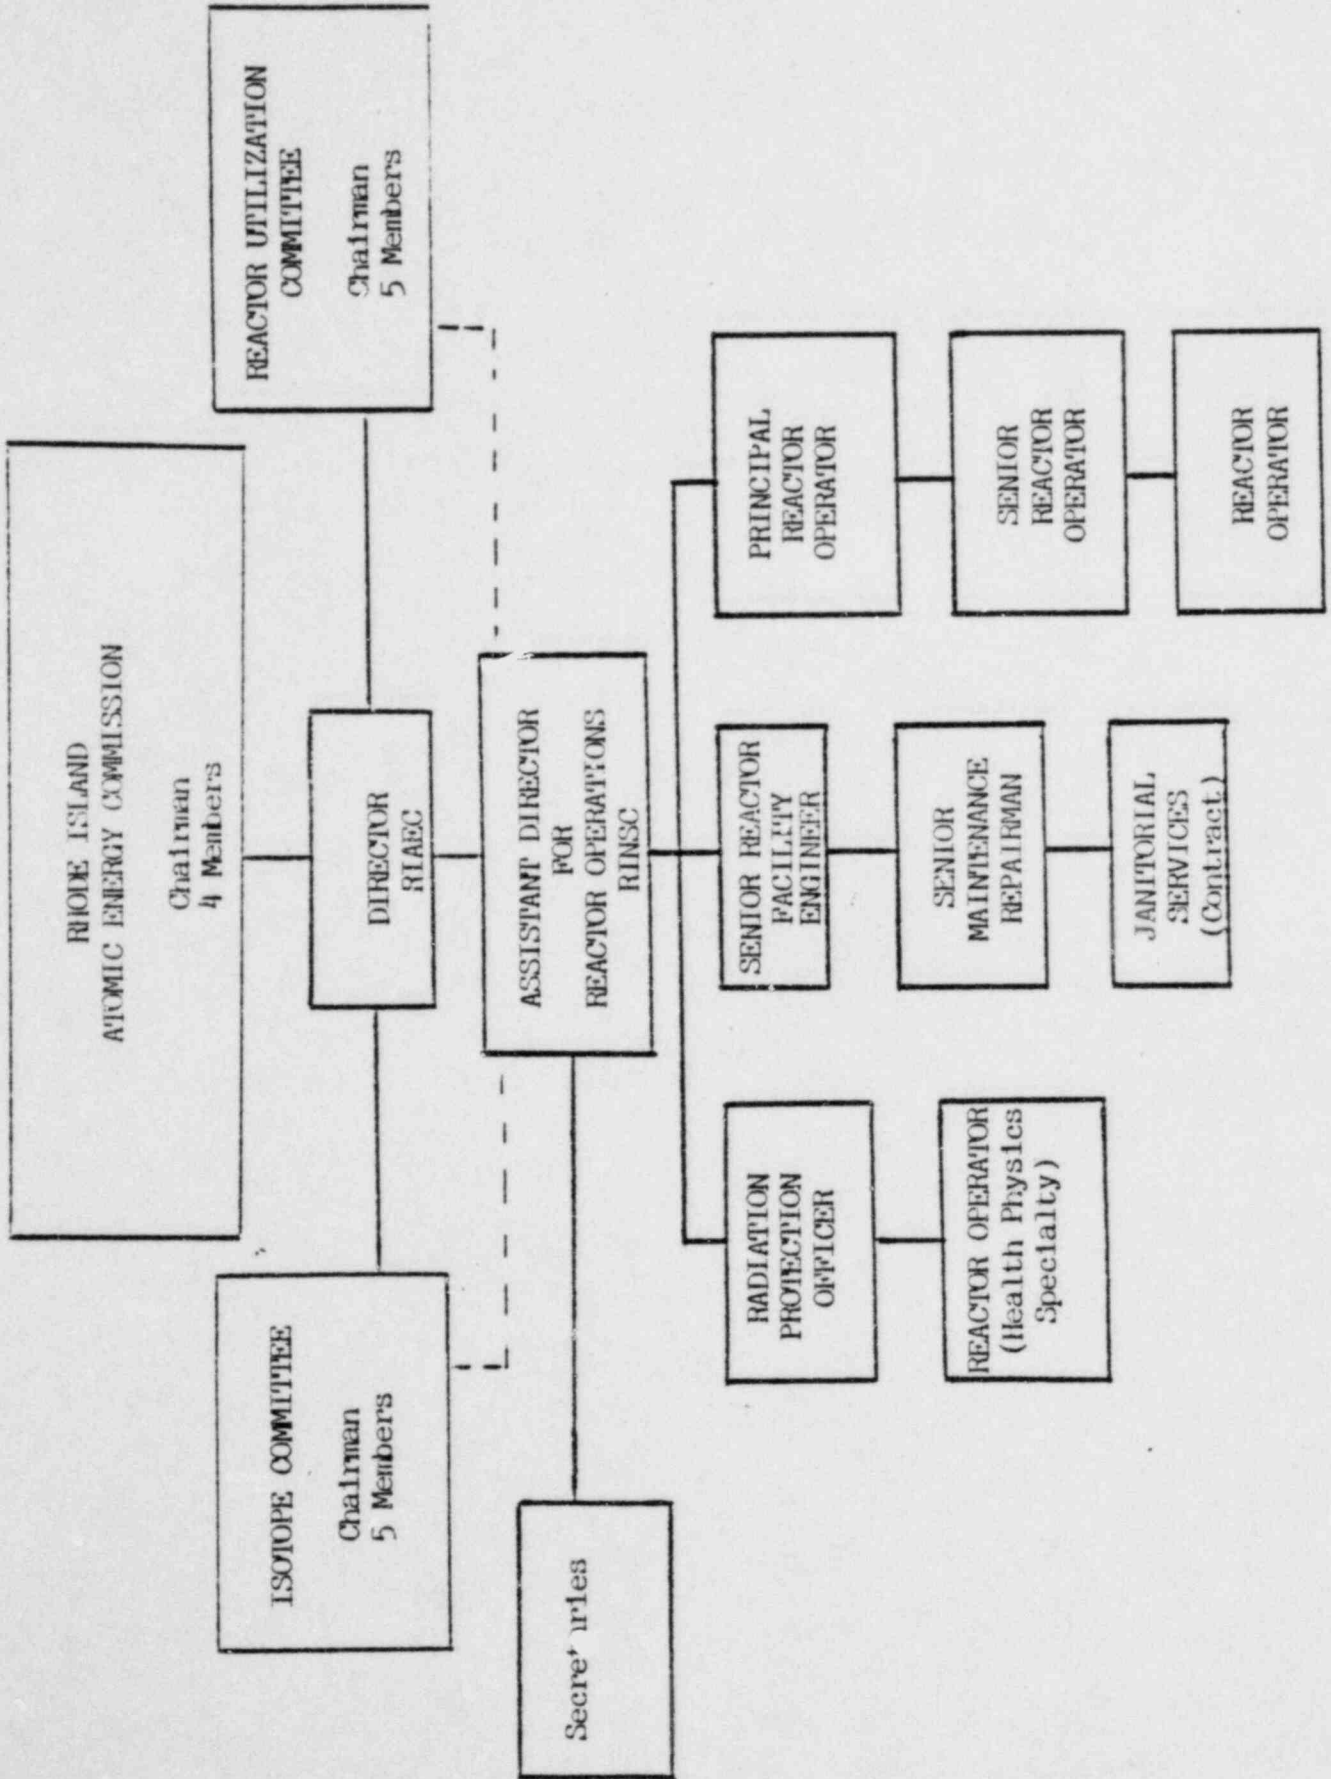 RHODE ISLAND
ATOMIC ENERGY COMMISSION
Chairman
4 Members
ISOTOPE COMMITTEE
Chairman
5 Members
DIRECTOR
RIAEC
REACTOR UTILIZATION
COMMITTEE
Chairman
5 Members
Secretaries
ASSISTANT DIRECTOR
FOR
REACTOR OPERATIONS
RINSC
RADIATION
PROTECTION
OFFICER
REACTOR OPERATOR
(Health Physics
Specialty)
SENIOR REACTOR
FACILITY
ENGINEER
SENIOR
MAINTENANCE
REPAIRMAN
JANITORIAL
SERVICES
(Contract)
PRINCIPAL
REACTOR
OPERATOR
SENIOR
REACTOR
OPERATOR
REACTOR
OPERATOR